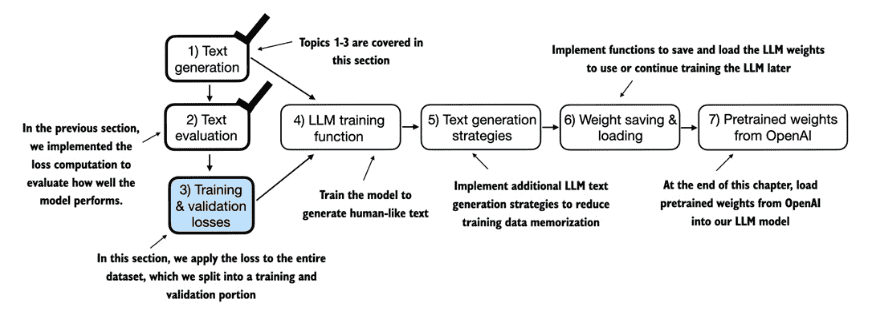 1) Text
generation
Topics 1-3 are covered in
this section
2) Text
evaluation
In the previous section,
we implemented the
loss computation to
evaluate how well the
model performs.
3) Training
& validation
losses
In this section, we apply the loss to the entire
dataset, which we split into a training and
validation portion
4) LLM training
function
Train the model to
generate human-like text
5) Text generation
strategies
Implement additional LLM text
generation strategies to reduce
training data memorization
Implement functions to save and load the LLM weights
to use or continue training the LLM later
6) Weight saving &
loading
7) Pretrained weights
from OpenAI
At the end of this chapter, load
pretrained weights from OpenAI
into our LLM model